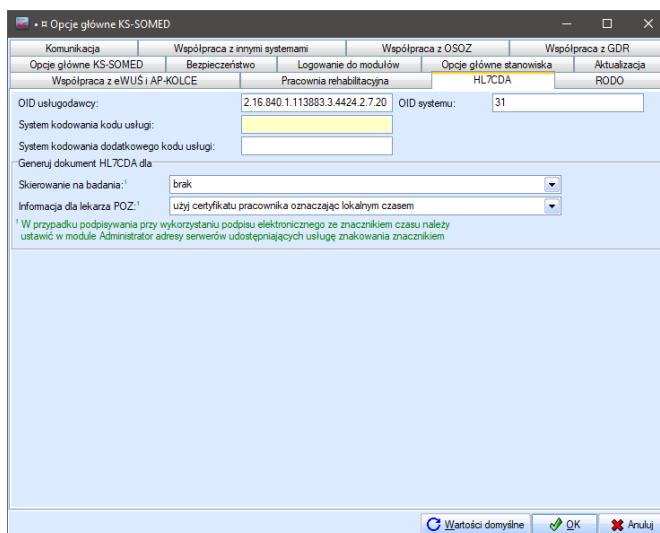 Opcje główne KS-SOMED
Komunikacja Współpraca z innymi systemami Współpraca z OSOZ Współpraca z GDR
Opcje główne KS-SOMED Bezpieczeństwo Logowanie do modułów Opcje główne stanowiska Aktualizacja
Współpraca z eWUŚ i AP-KOLCE Pracownia rehabilitacyjna HL7CDA RODO
OID usługodawcy: 2.16.840.1.113883.3.4424.2.7.20 OID systemu: 31
System kodowania kodu usługi:
System kodowania dodatkowego kodu usługi:
Generuj dokument HL7CDA dla
Skierowanie na badania:¹ brak
Informacja dla lekarza POZ:¹ użyj certyfikatu pracownika oznaczając lokalnym czasem
¹ W przypadku podpisywania przy wykorzystaniu podpisu elektronicznego ze znacznikiem czasu należy
ustawić w module Administrator adresy serwerów udostępniających usługę znakowania znacznikiem
Wartości domyślne OK Anuluj